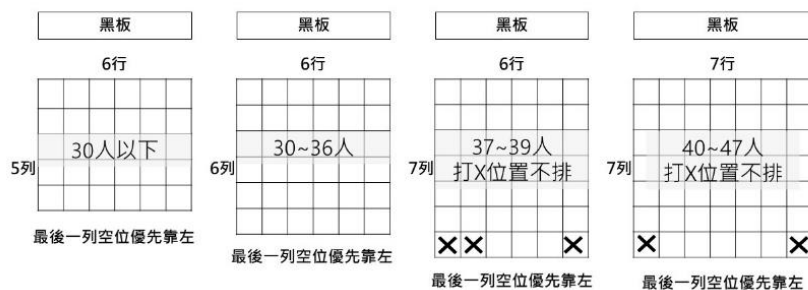 黑板
6行
5列
30人以下
最後一列空位優先靠左
黑板
6行
6列
30~36人
最後一列空位優先靠左
黑板
6行
7列
37~39人
打X位置不排
X X X
最後一列空位優先靠左
黑板
7行
7列
40~47人
打X位置不排
X X
最後一列空位優先靠左